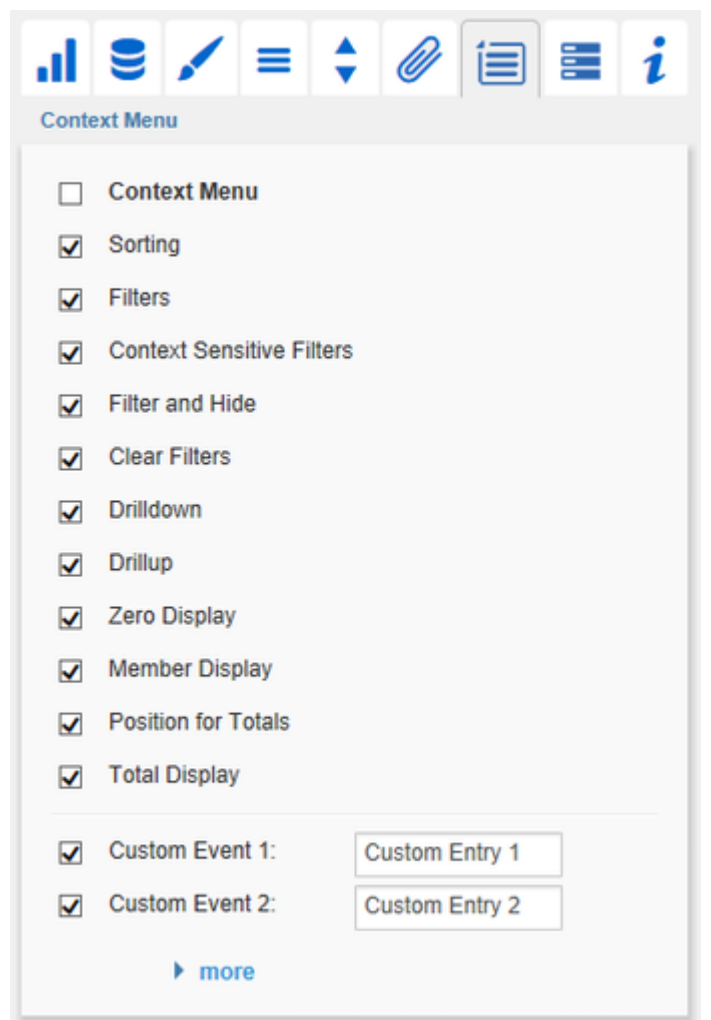 Context Menu
Context Menu
Sorting
Filters
Context Sensitive Filters
Filter and Hide
Clear Filters
Drilldown
Drillup
Zero Display
Member Display
Position for Totals
Total Display
Custom Event 1: Custom Entry 1
Custom Event 2: Custom Entry 2
more